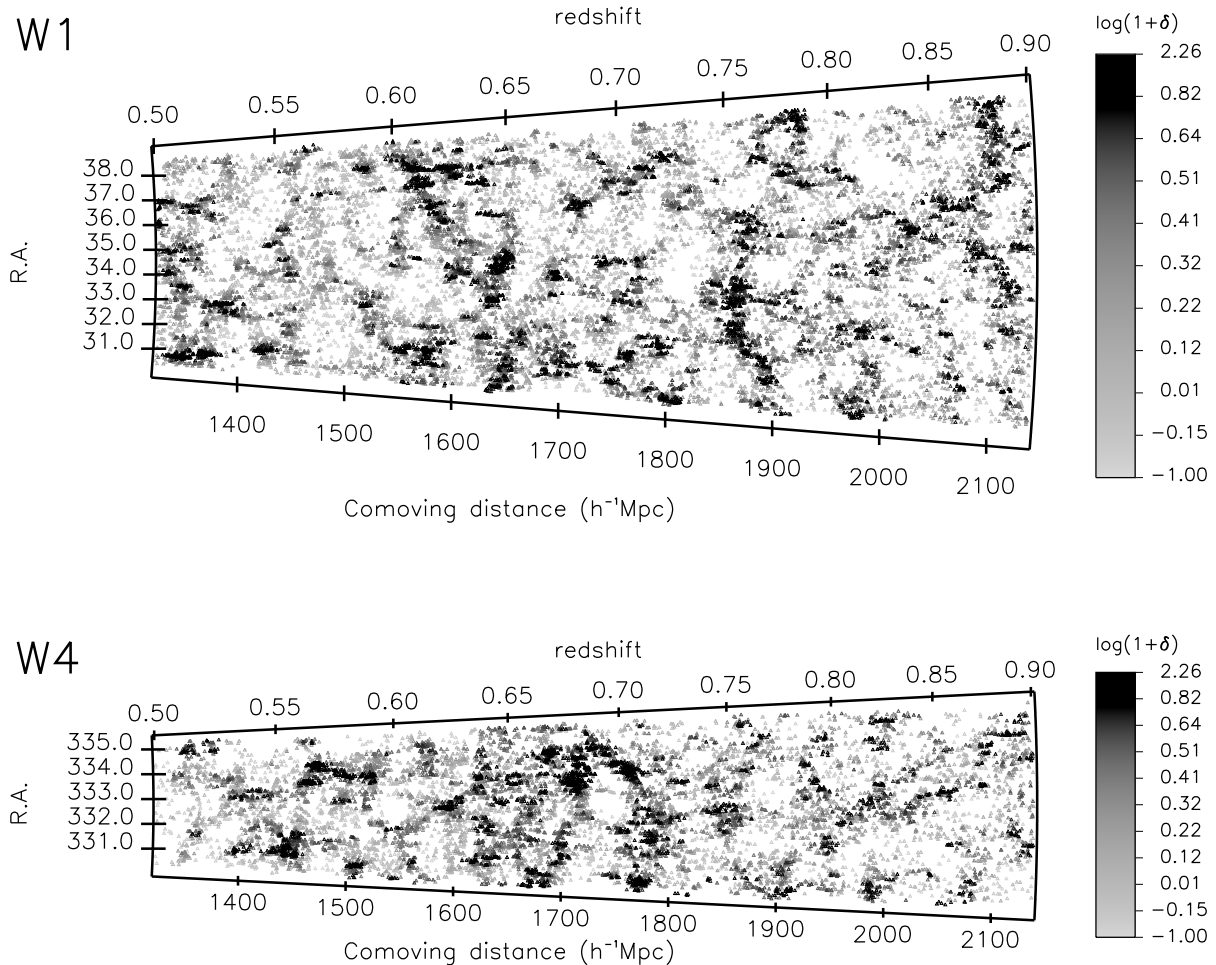 W1
redshift
0.50 0.55 0.60 0.65 0.70 0.75 0.80 0.85 0.90
R.A.
38.0
37.0
36.0
35.0
34.0
33.0
32.0
31.0
1400 1500 1600 1700 1800 1900 2000 2100
Comoving distance (h⁻¹Mpc)
log(1+δ)
2.26
0.82
0.64
0.51
0.41
0.32
0.22
0.12
0.01
−0.15
−1.00
W4
redshift
0.50 0.55 0.60 0.65 0.70 0.75 0.80 0.85 0.90
R.A.
335.0
334.0
333.0
332.0
331.0
1400 1500 1600 1700 1800 1900 2000 2100
Comoving distance (h⁻¹Mpc)
log(1+δ)
2.26
0.82
0.64
0.51
0.41
0.32
0.22
0.12
0.01
−0.15
−1.00